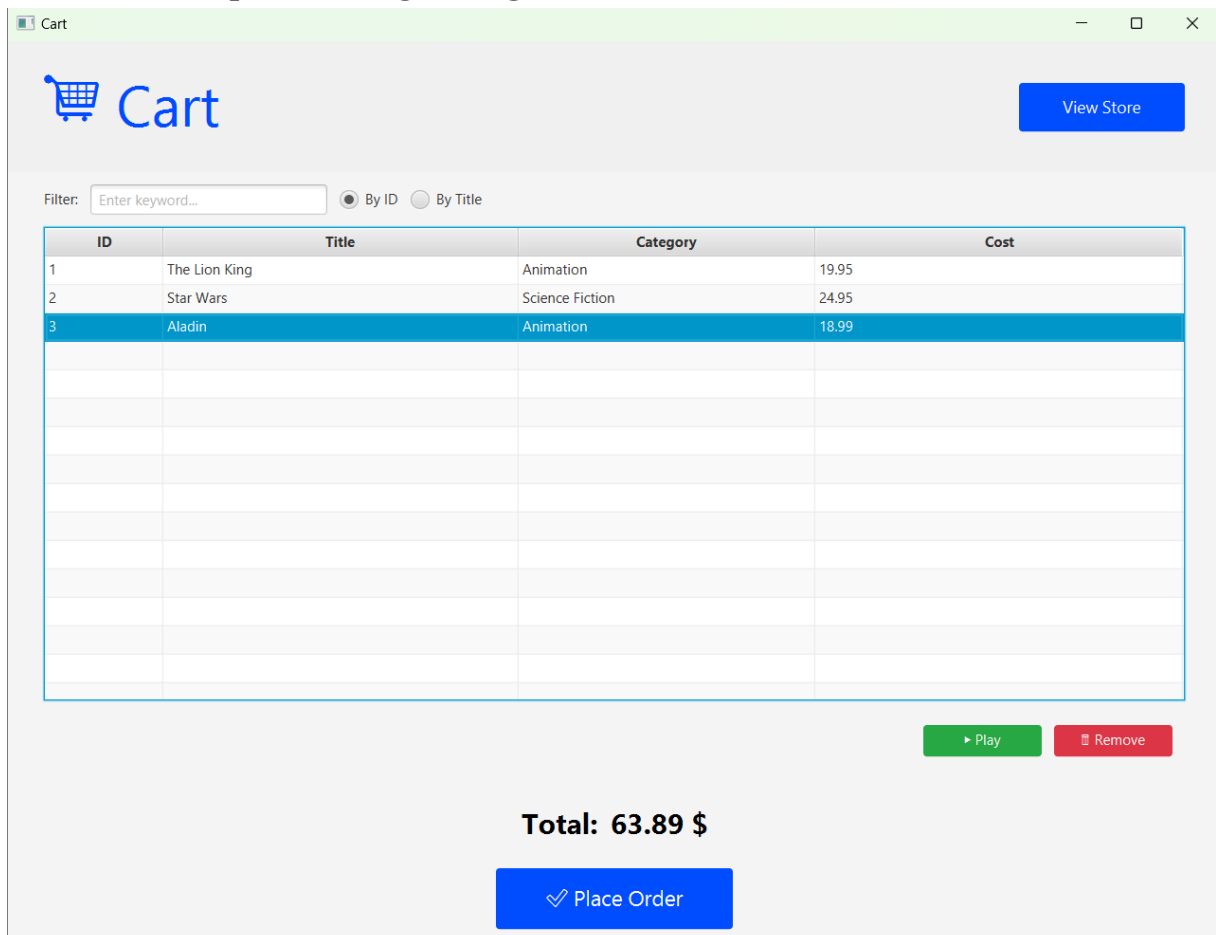 Cart
Cart
View Store
Filter: Enter keyword... By ID By Title
ID Title Category Cost
1 The Lion King Animation 19.95
2 Star Wars Science Fiction 24.95
3 Aladin Animation 18.99
Play Remove
Total: 63.89 $
Place Order